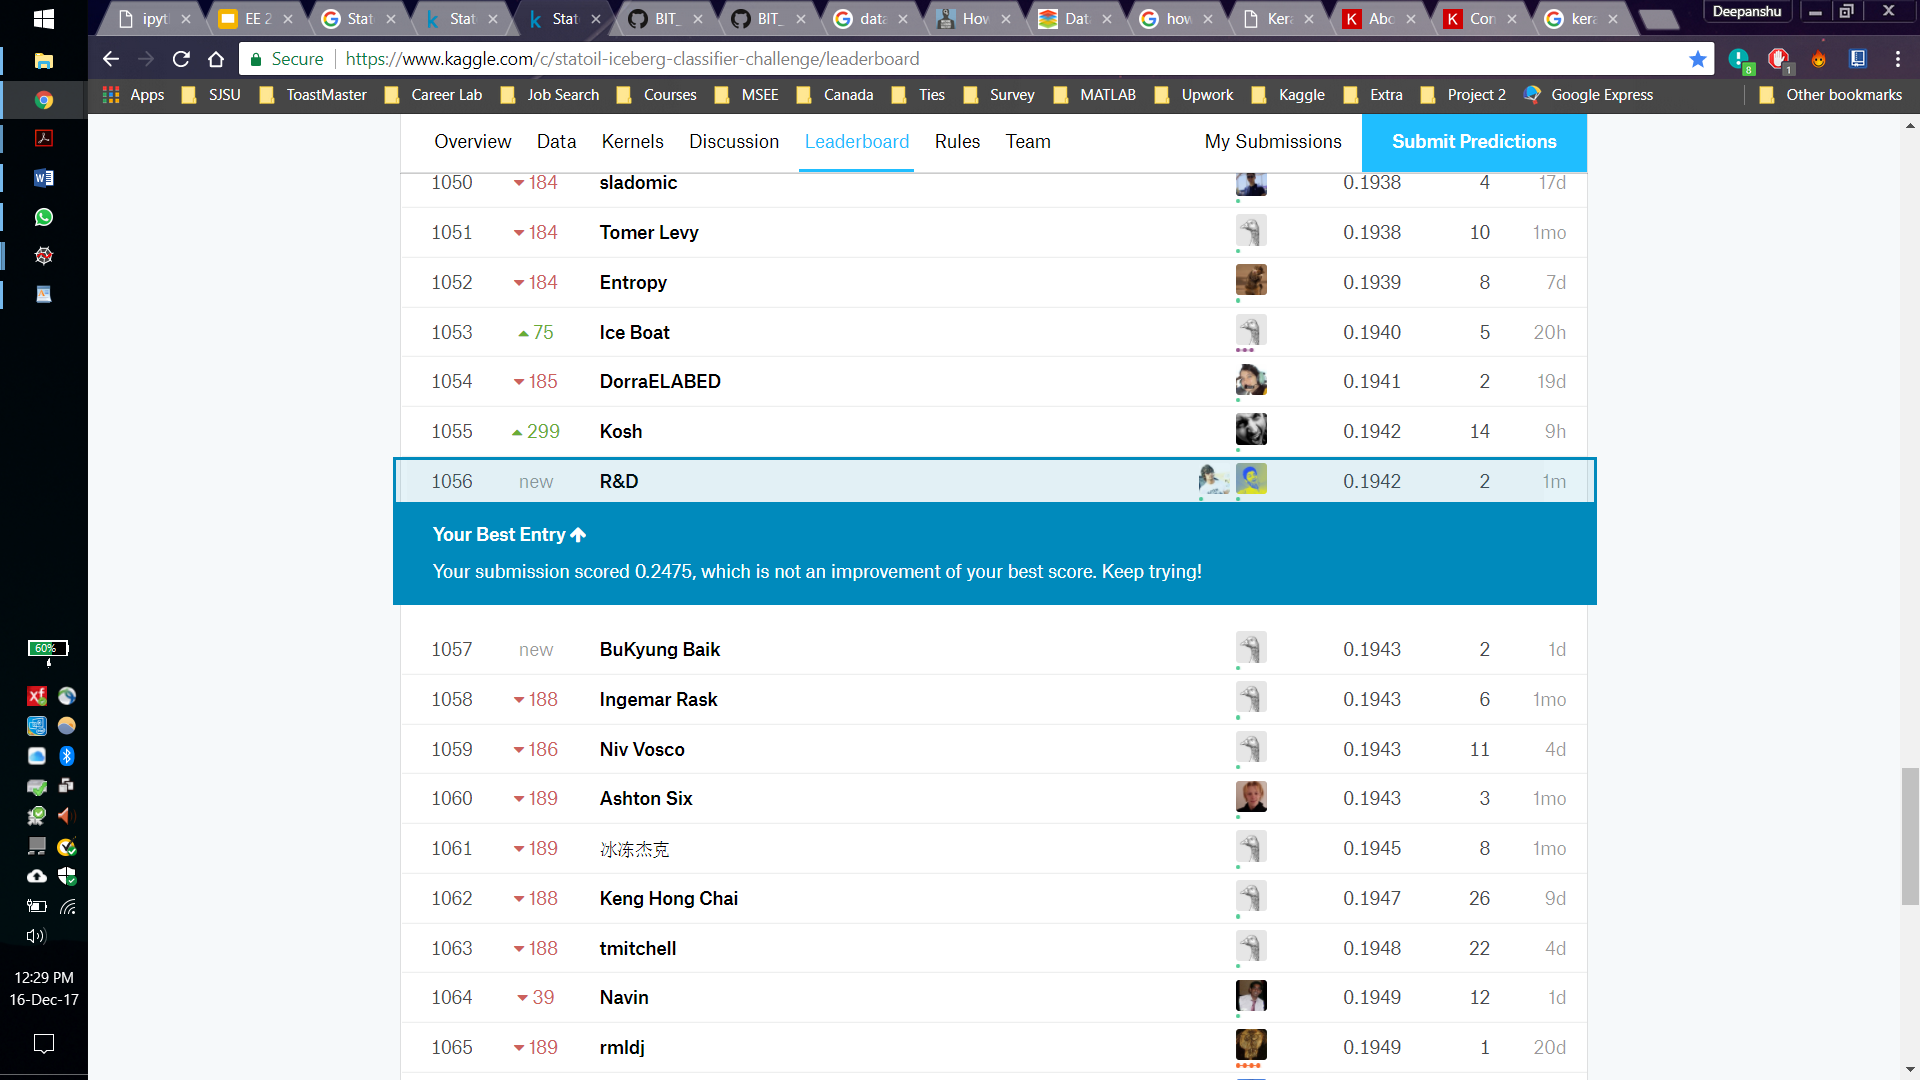 ipyt EE 2 Stat Stat Stat BIT_ BIT_ data How Dat how Kera Abo Con kera Deepanshu
Secure https://www.kaggle.com/c/statoil-iceberg-classifier-challenge/leaderboard 8 1
Apps SJSU ToastMaster Career Lab Job Search Courses MSEE Canada Ties Survey MATLAB Upwork Kaggle Extra Project 2 Google Express Other bookmarks
Overview Data Kernels Discussion Leaderboard Rules Team My Submissions Submit Predictions
1050 184 sladomic 0.1938 4 17d
1051 184 Tomer Levy 0.1938 10 1mo
1052 184 Entropy 0.1939 8 7d
1053 75 Ice Boat 0.1940 5 20h
1054 185 DorraELABED 0.1941 2 19d
1055 299 Kosh 0.1942 14 9h
1056 new R&D 0.1942 2 1m
Your Best Entry
Your submission scored 0.2475, which is not an improvement of your best score. Keep trying!
1057 new BuKyung Baik 0.1943 2 1d
1058 188 Ingemar Rask 0.1943 6 1mo
1059 186 Niv Vosco 0.1943 11 4d
1060 189 Ashton Six 0.1943 3 1mo
1061 189 冰冻杰克 0.1945 8 1mo
1062 188 Keng Hong Chai 0.1947 26 9d
1063 188 tmitchell 0.1948 22 4d
1064 39 Navin 0.1949 12 1d
1065 189 rmldj 0.1949 1 20d
60%
12:29 PM
16-Dec-17